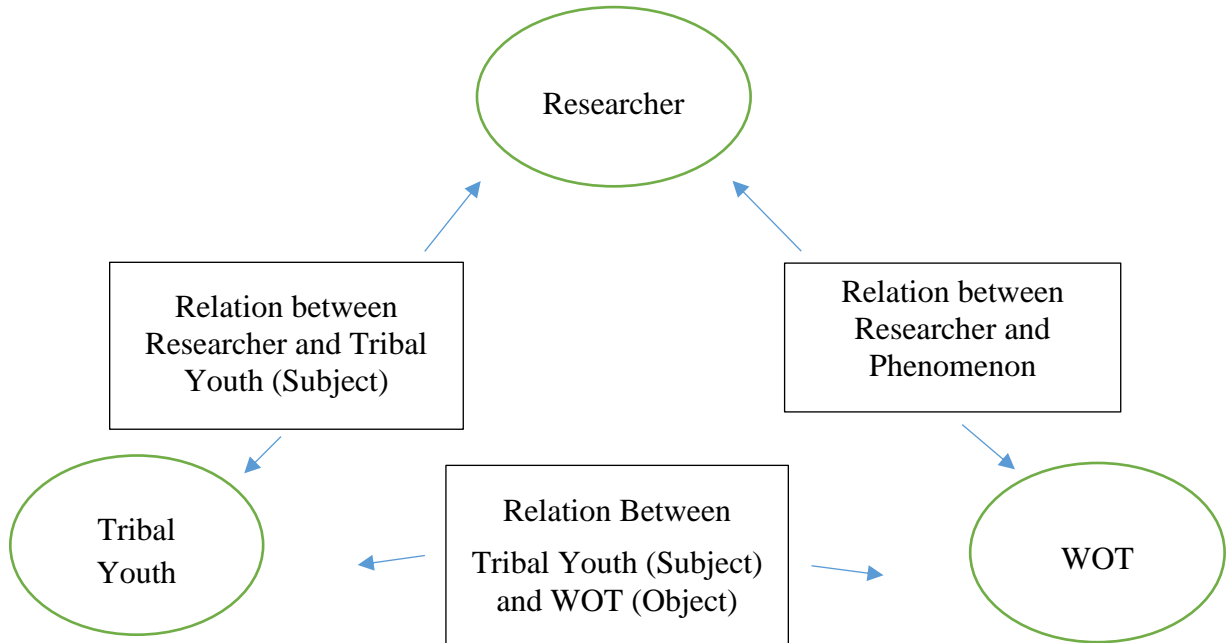 Researcher
Relation between
Researcher and Tribal
Youth (Subject)
Relation between
Researcher and
Phenomenon
Tribal
Youth
Relation Between
Tribal Youth (Subject)
and WOT (Object)
WOT